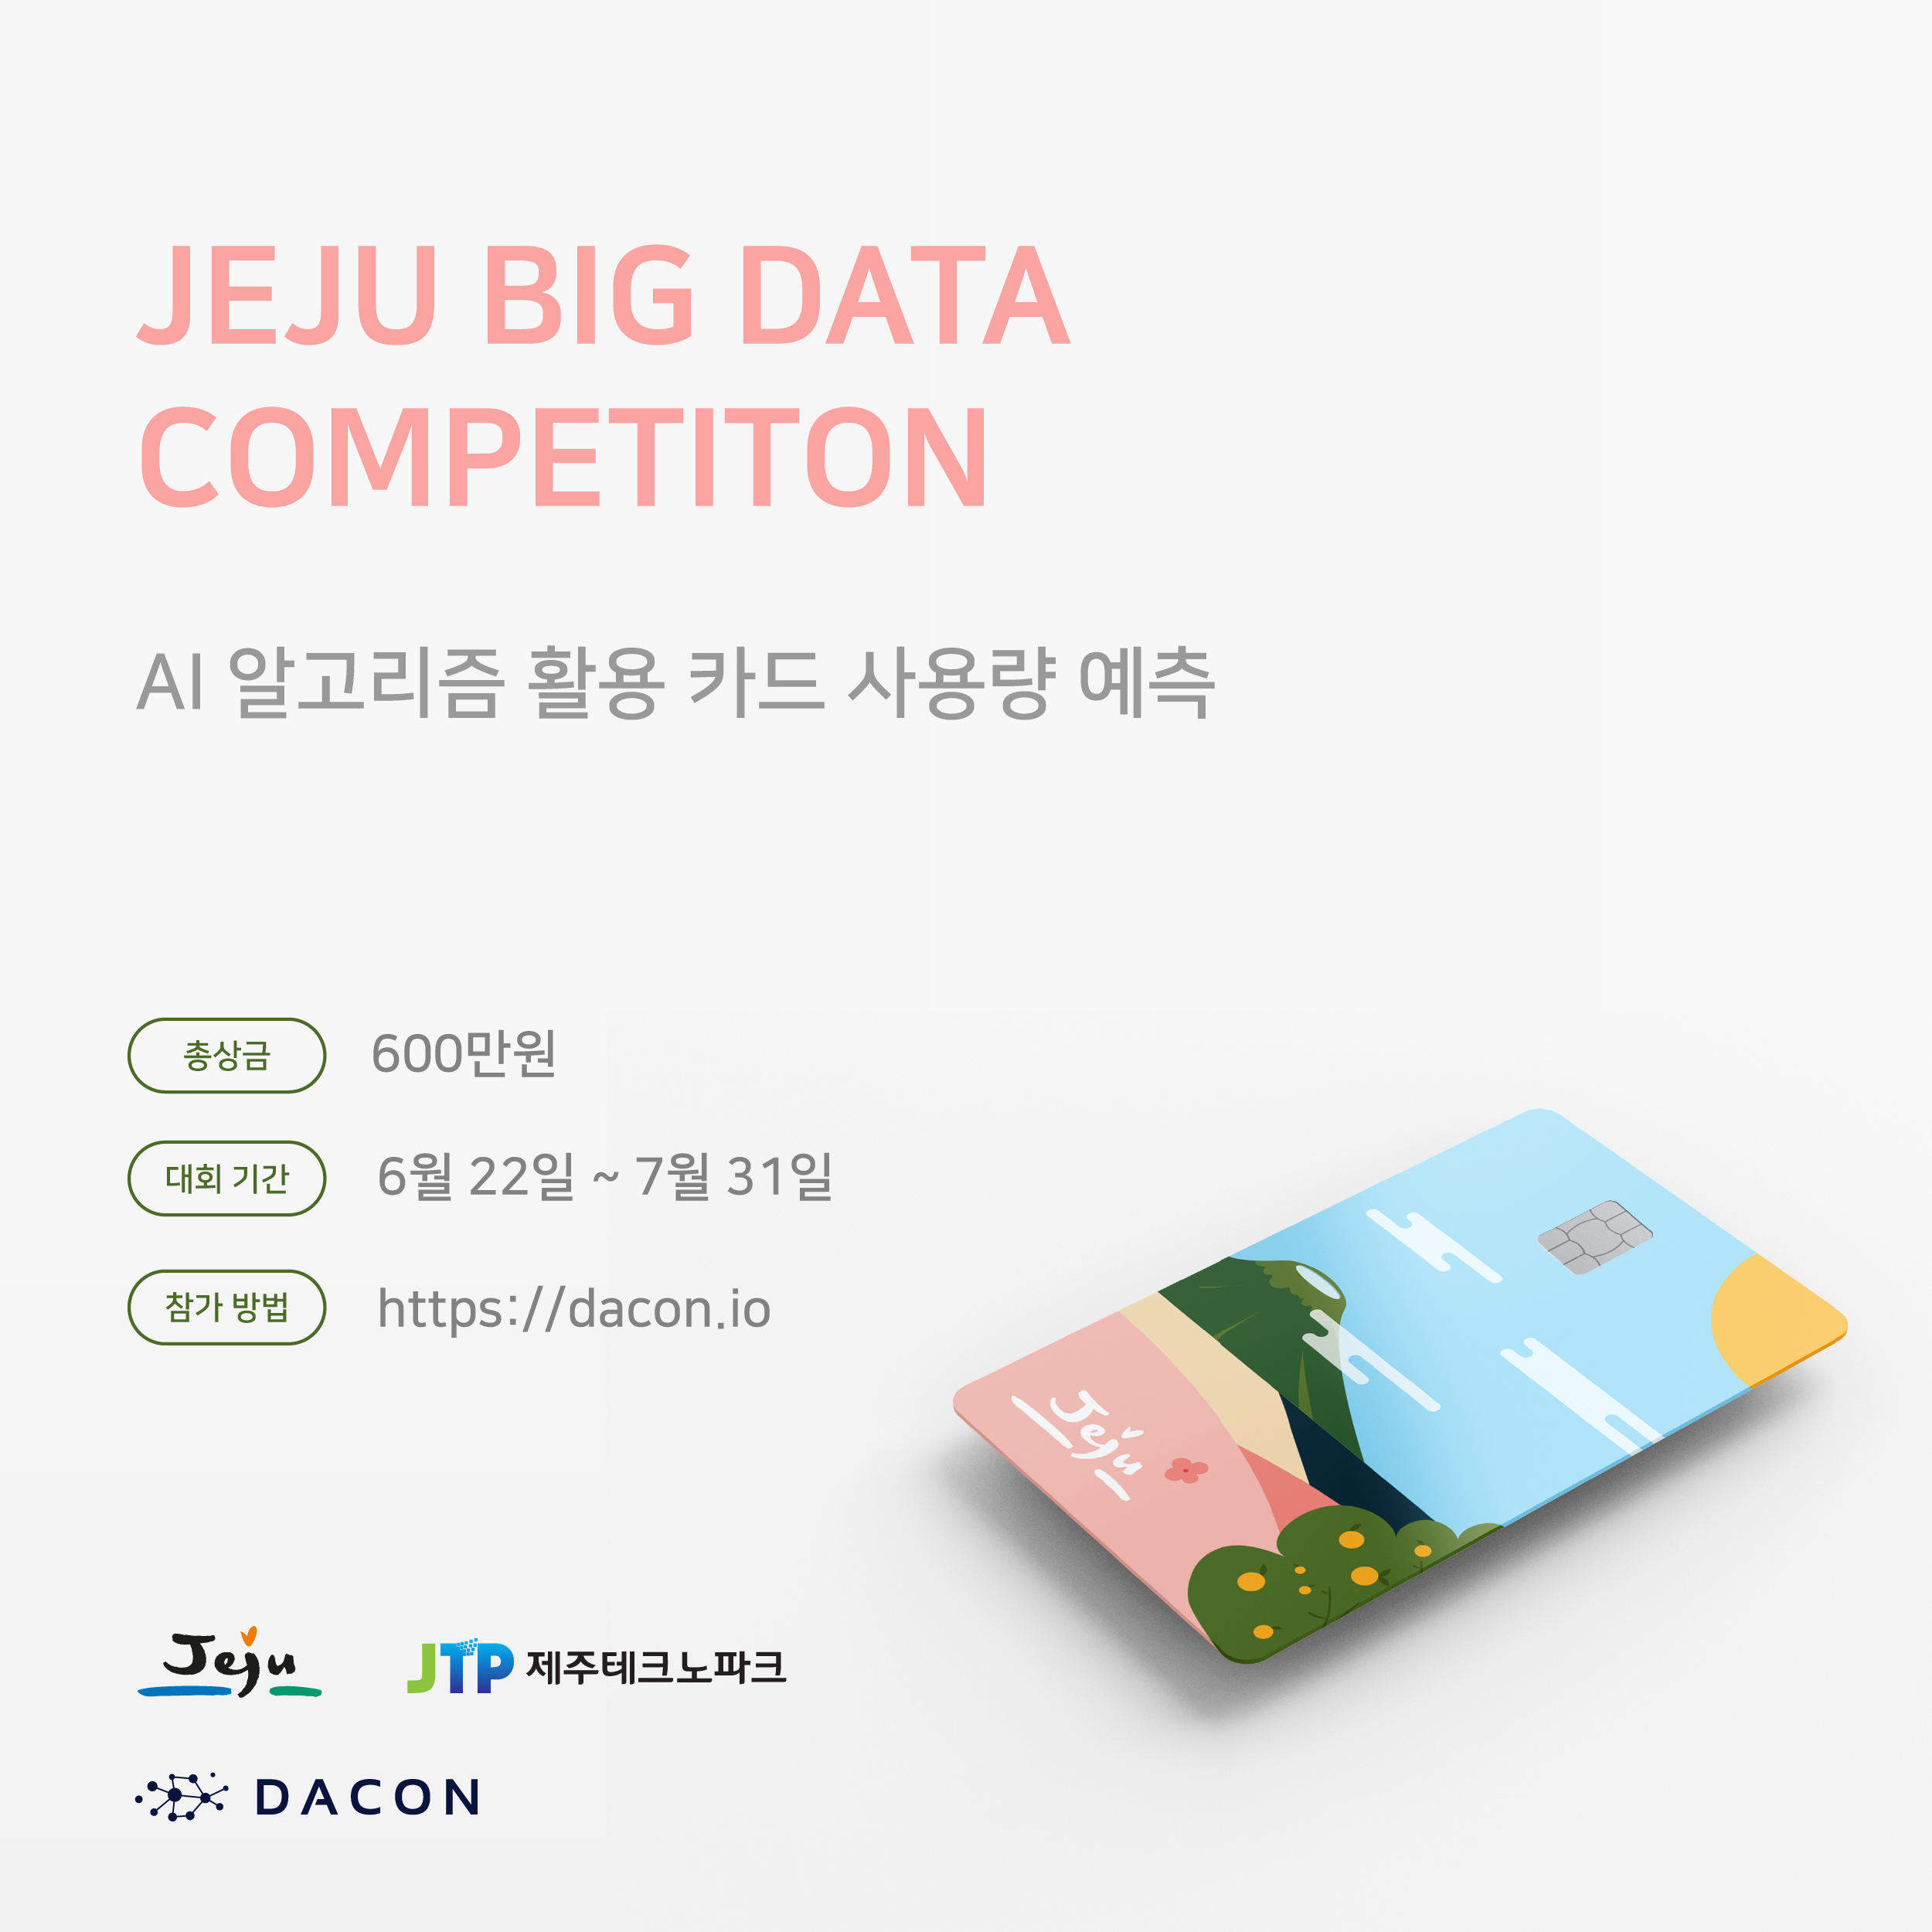 JEJU BIG DATA
COMPETITON
AI 알고리즘 활용 카드 사용량 예측
총상금 600만원
대회 기간 6월 22일 ~ 7월 31일
참가 방법 https://dacon.io
Jeju
Jeju
JTP 제주테크노파크
DACON